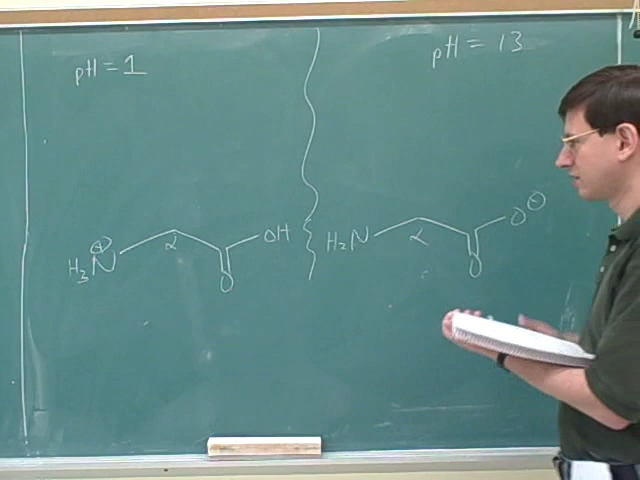 pH = 1
pH = 13
H₃N⊕ α OH O
H₂N α O⊖ O